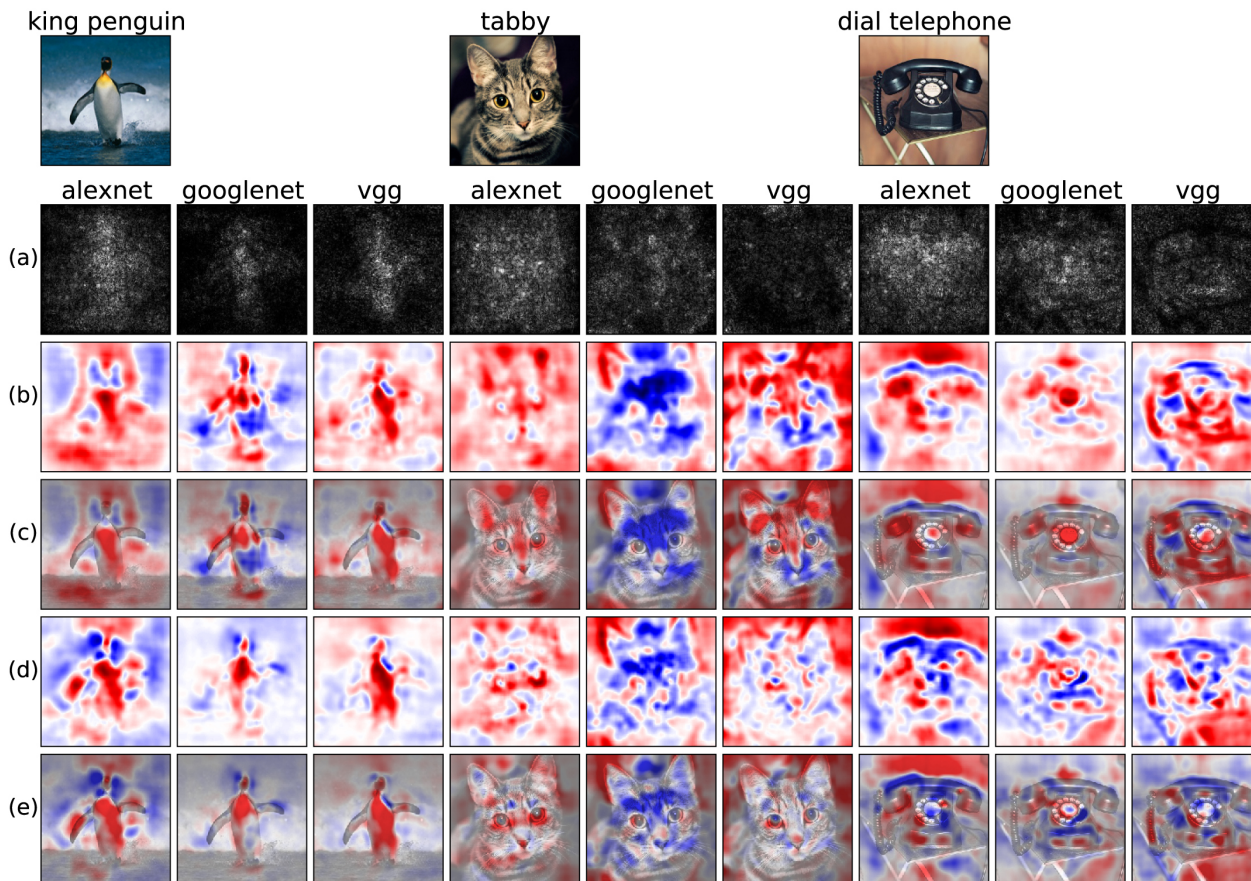 king penguin tabby dial telephone
alexnet googlenet vgg alexnet googlenet vgg alexnet googlenet vgg
(a)
(b)
(c)
(d)
(e)